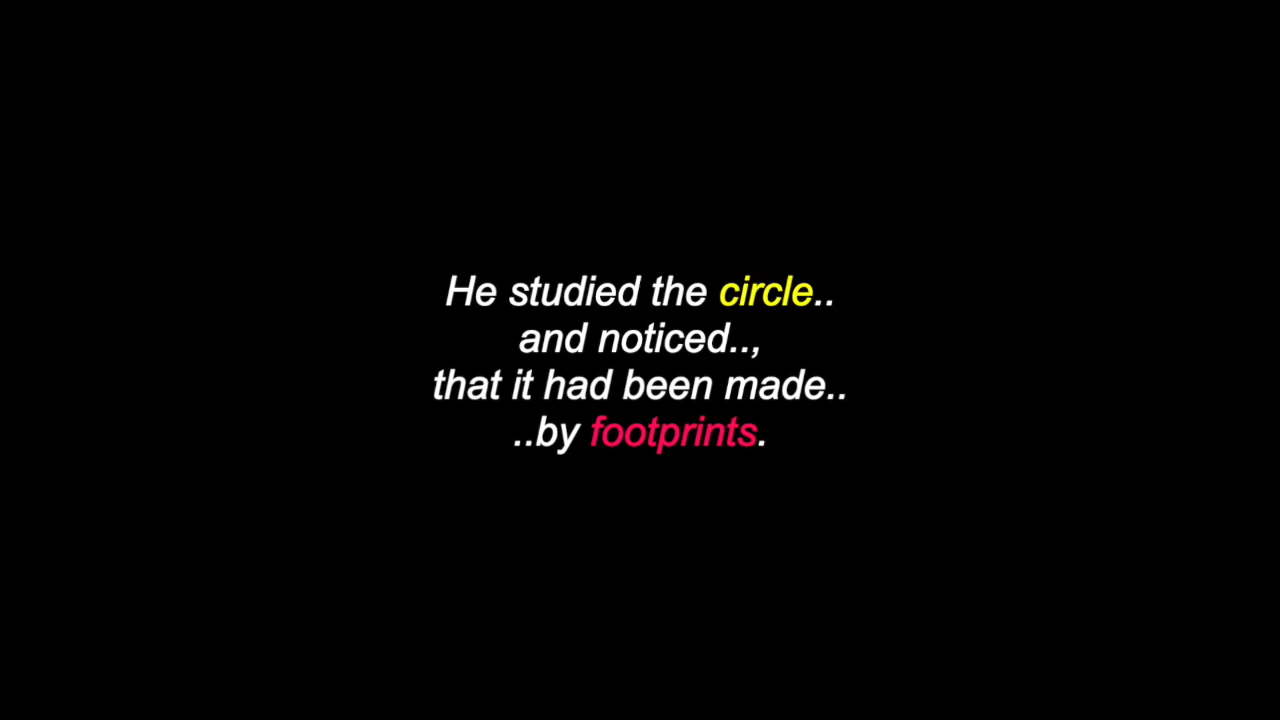 He studied the circle..
and noticed..,
that it had been made..
..by footprints.